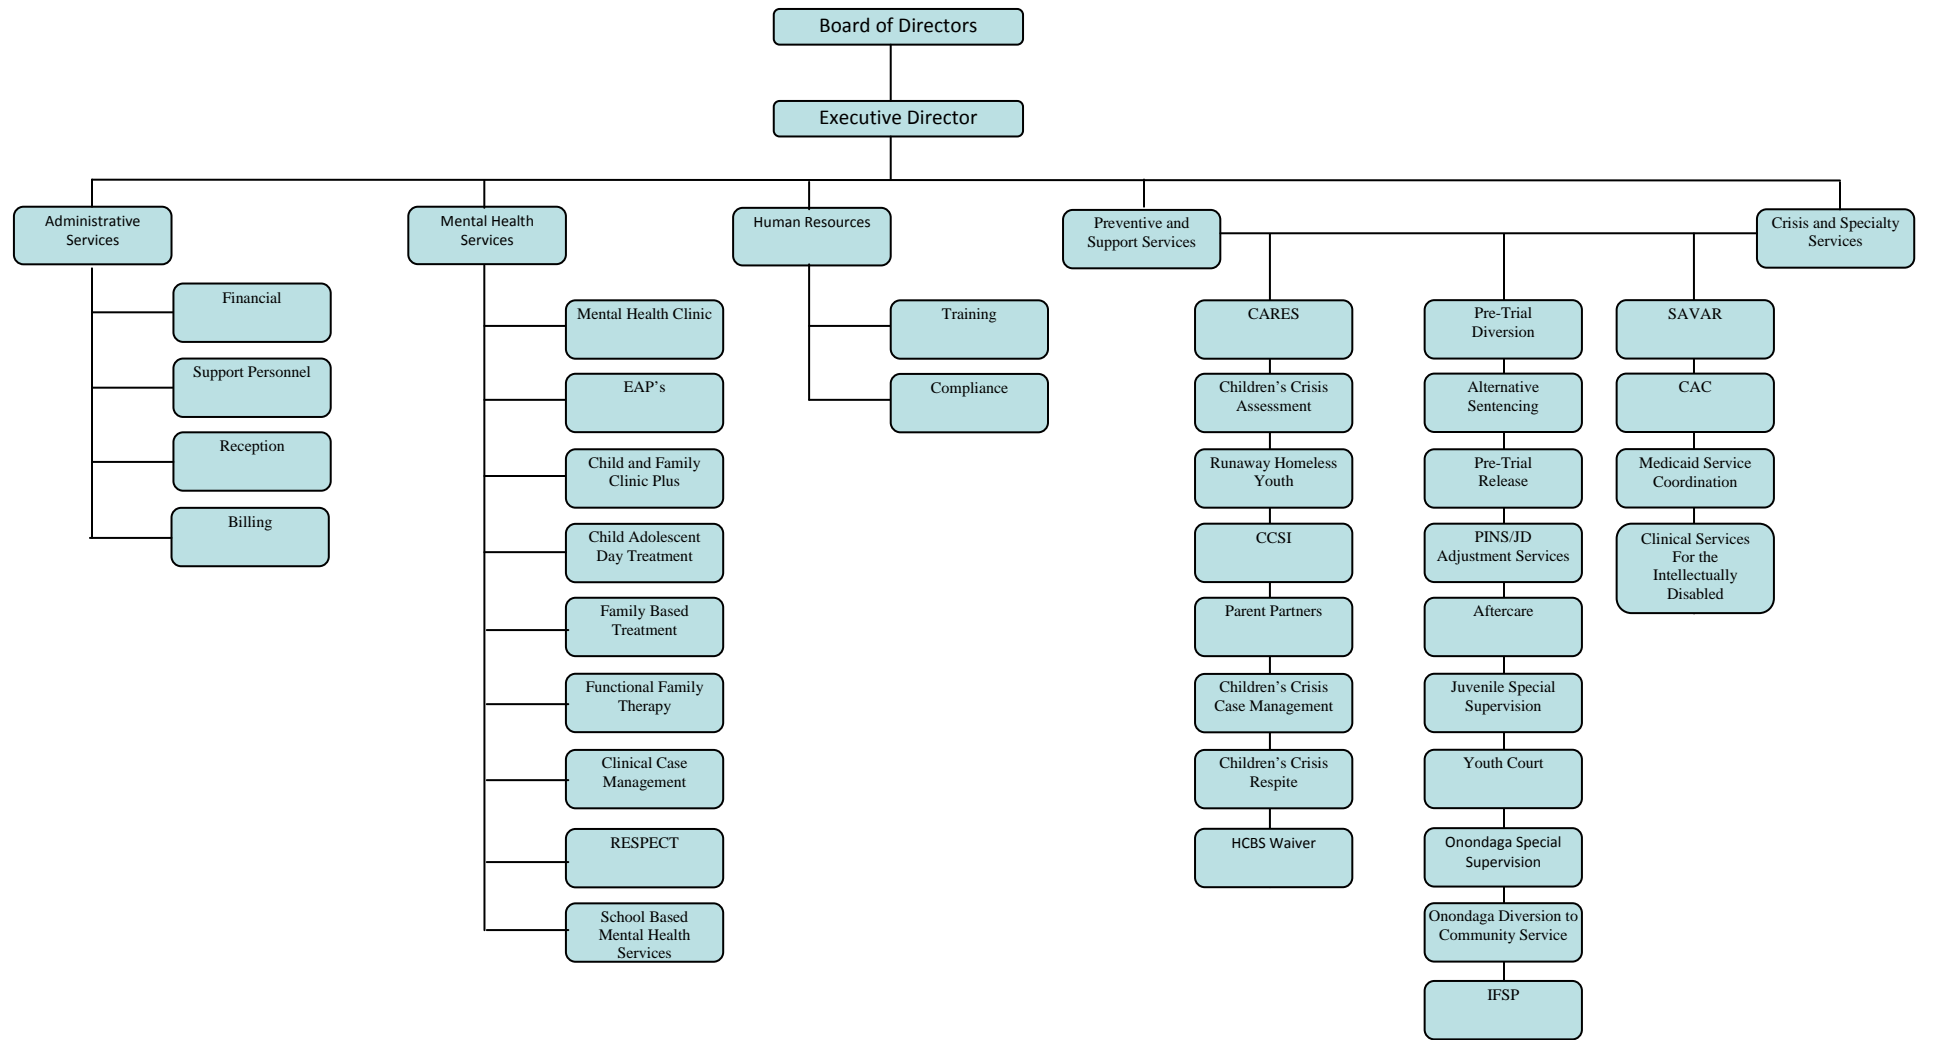 Board of Directors
Executive Director
Administrative
Services
Financial
Support Personnel
Reception
Billing
Mental Health
Services
Mental Health Clinic
EAP’s
Child and Family
Clinic Plus
Child Adolescent
Day Treatment
Family Based
Treatment
Functional Family
Therapy
Clinical Case
Management
RESPECT
School Based
Mental Health
Services
Human Resources
Training
Compliance
Preventive and
Support Services
Crisis and Specialty
Services
CARES
Children’s Crisis
Assessment
Runaway Homeless
Youth
CCSI
Parent Partners
Children’s Crisis
Case Management
Children’s Crisis
Respite
HCBS Waiver
Pre-Trial
Diversion
Alternative
Sentencing
Pre-Trial
Release
PINS/JD
Adjustment Services
Aftercare
Juvenile Special
Supervision
Youth Court
Onondaga Special
Supervision
Onondaga Diversion to
Community Service
IFSP
SAVAR
CAC
Medicaid Service
Coordination
Clinical Services
For the
Intellectually
Disabled